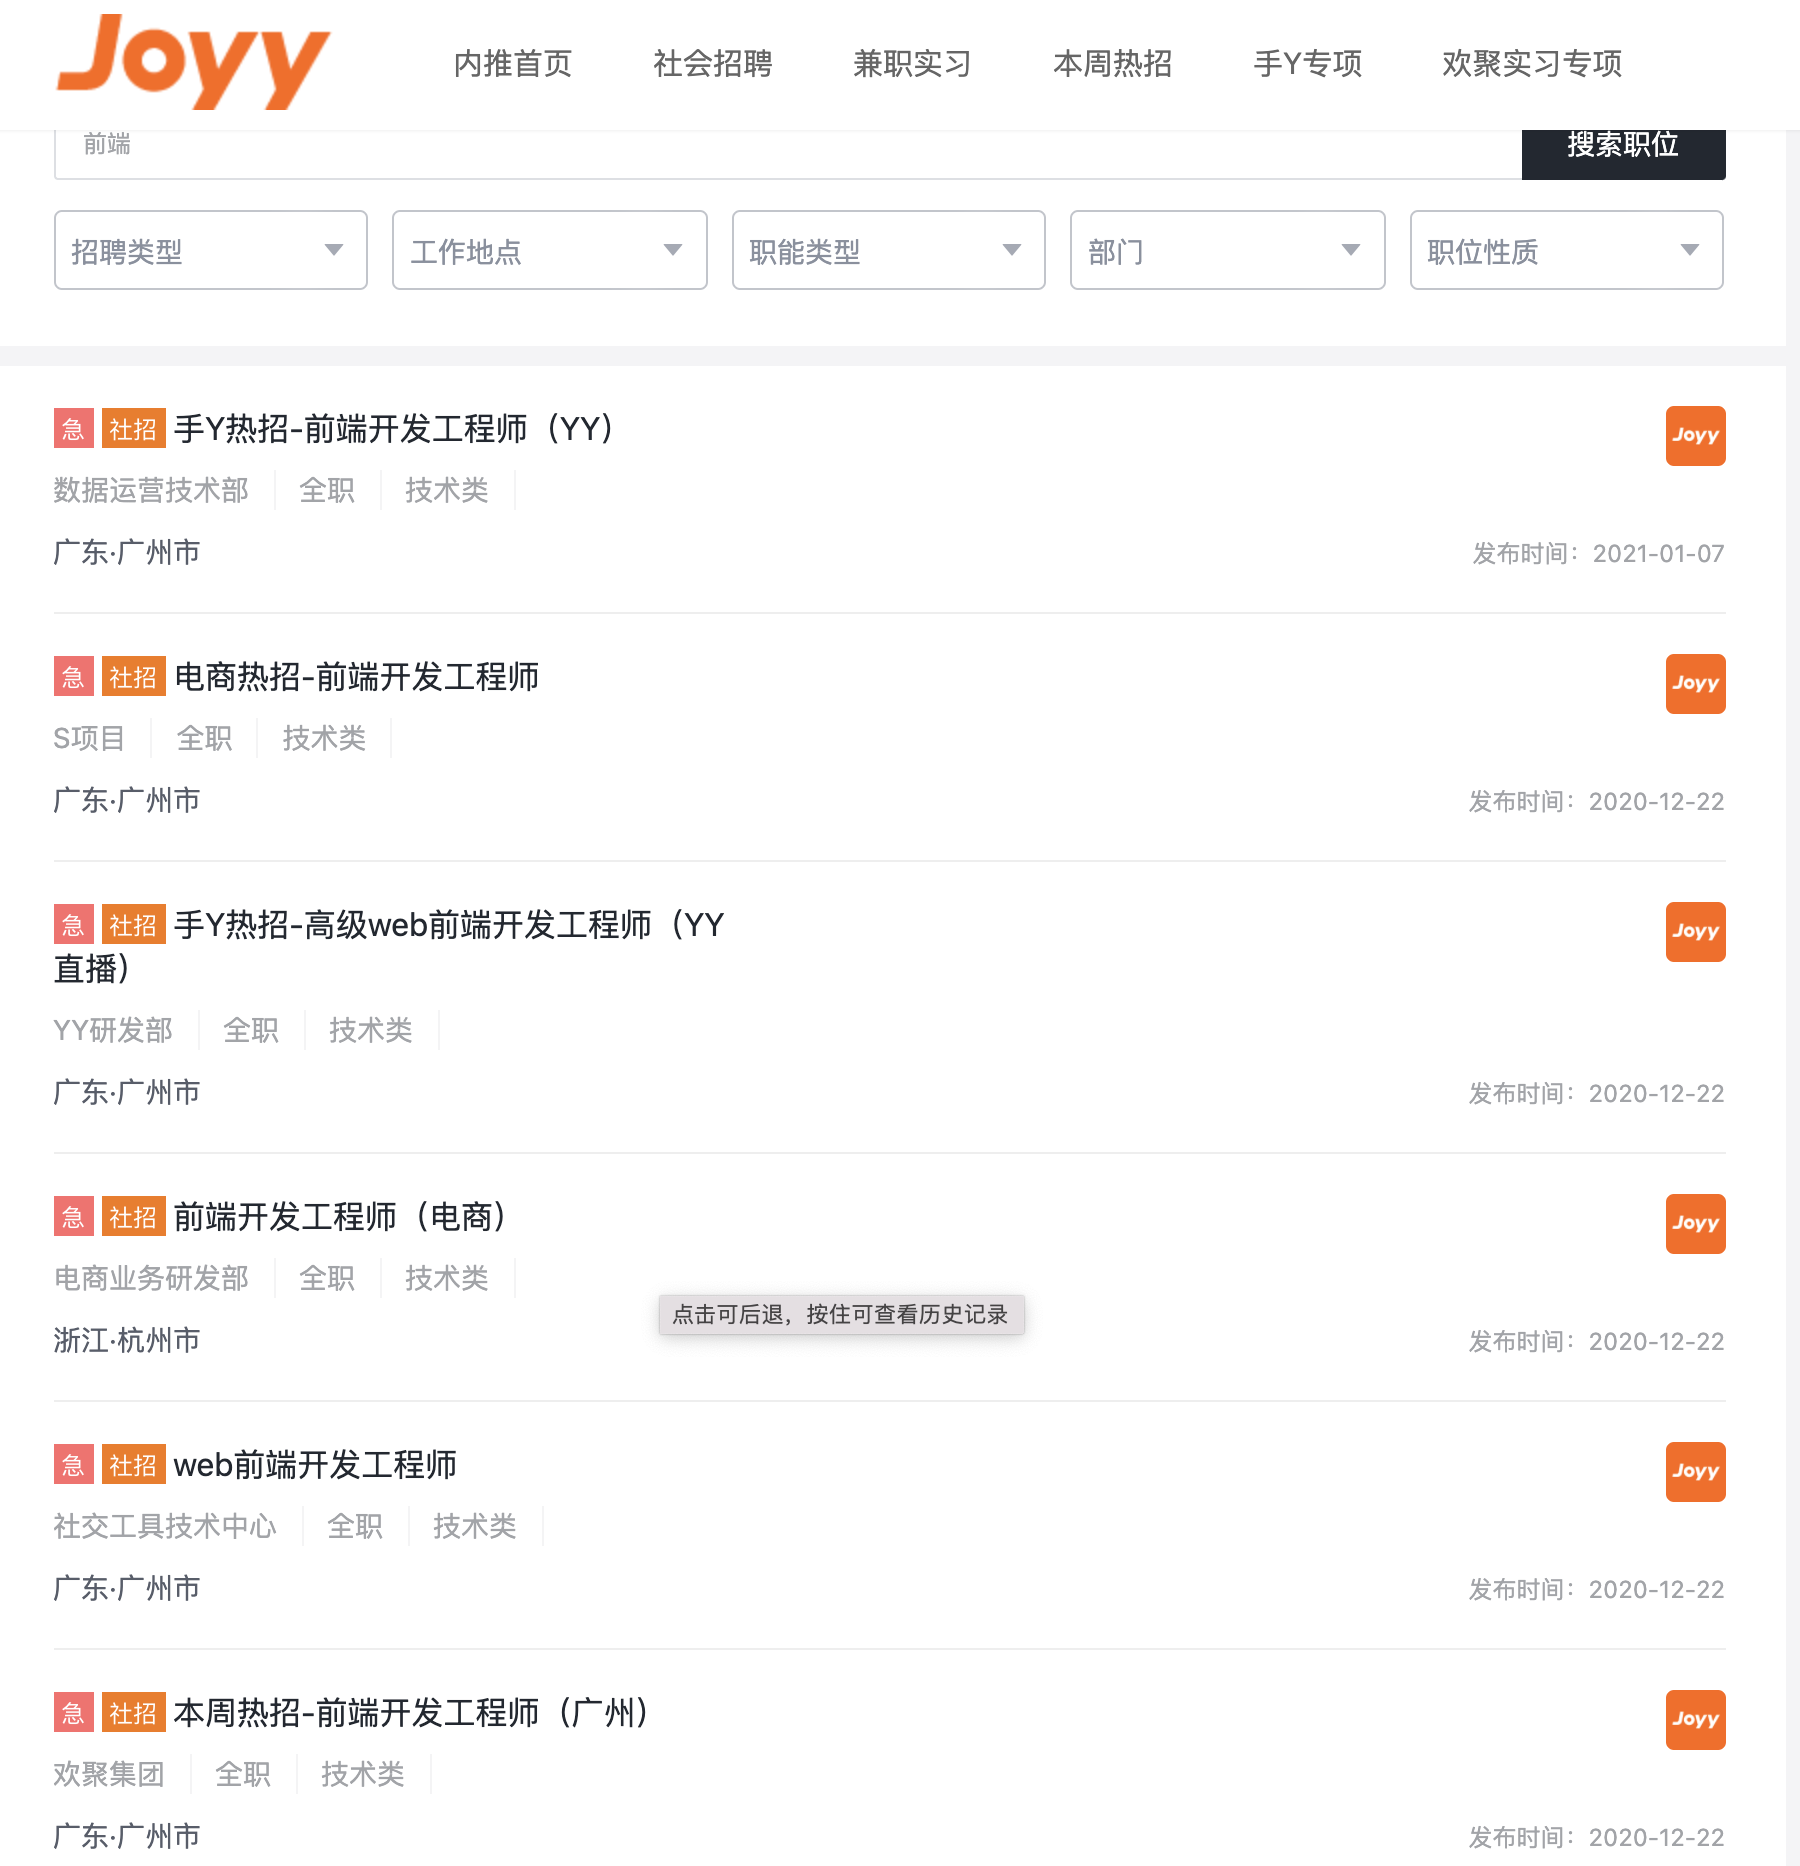 Joyy
内推首页 社会招聘 兼职实习 本周热招 手Y专项 欢聚实习专项
前端 搜索职位
招聘类型 工作地点 职能类型 部门 职位性质
急 社招 手Y热招-前端开发工程师（YY） Joyy
数据运营技术部 全职 技术类
广东·广州市 发布时间：2021-01-07
急 社招 电商热招-前端开发工程师 Joyy
S项目 全职 技术类
广东·广州市 发布时间：2020-12-22
急 社招 手Y热招-高级web前端开发工程师（YY Joyy
直播）
YY研发部 全职 技术类
广东·广州市 发布时间：2020-12-22
急 社招 前端开发工程师（电商） Joyy
电商业务研发部 全职 技术类
点击可后退，按住可查看历史记录
浙江·杭州市 发布时间：2020-12-22
急 社招 web前端开发工程师 Joyy
社交工具技术中心 全职 技术类
广东·广州市 发布时间：2020-12-22
急 社招 本周热招-前端开发工程师（广州） Joyy
欢聚集团 全职 技术类
广东·广州市 发布时间：2020-12-22